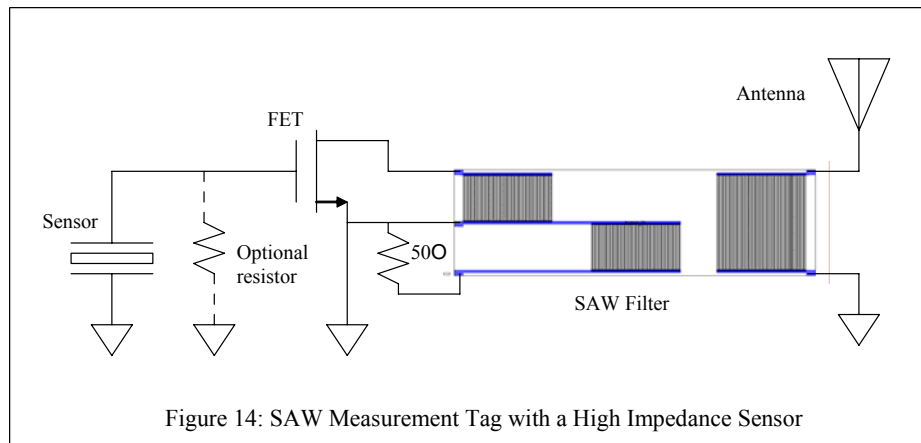 Antenna
FET
Sensor
Optional
resistor
50O
SAW Filter
Figure 14: SAW Measurement Tag with a High Impedance Sensor